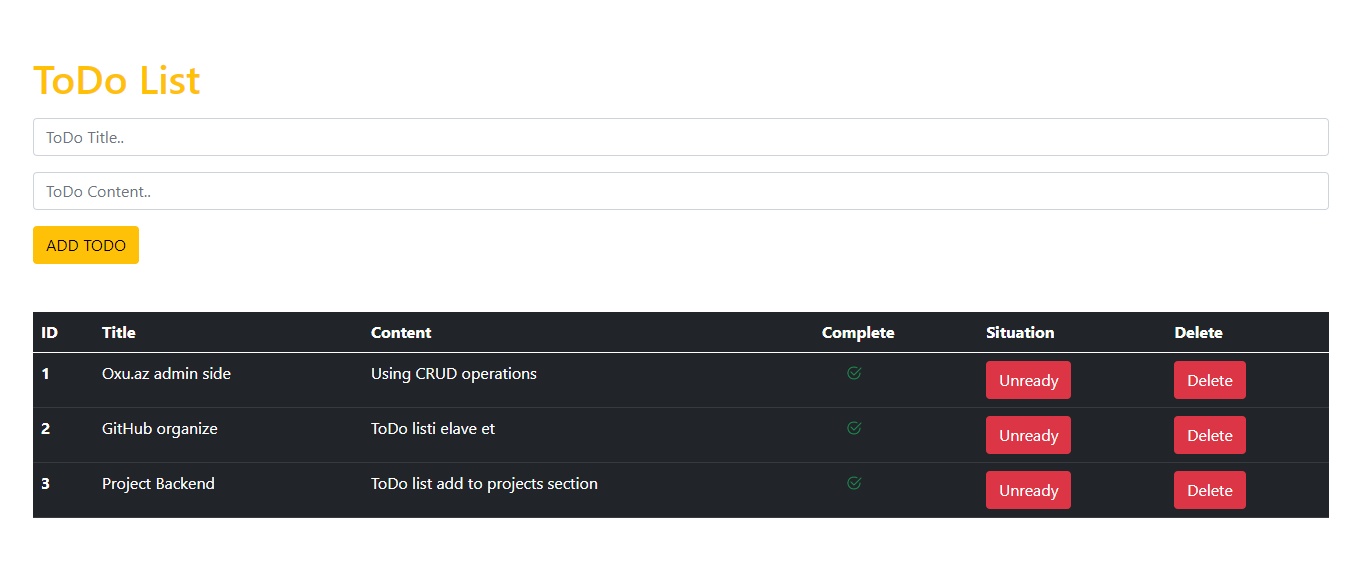 ToDo List
ToDo Title..
ToDo Content..
ADD TODO
ID Title Content Complete Situation Delete
1 Oxu.az admin side Using CRUD operations Unready Delete
2 GitHub organize ToDo listi elave et Unready Delete
3 Project Backend ToDo list add to projects section Unready Delete